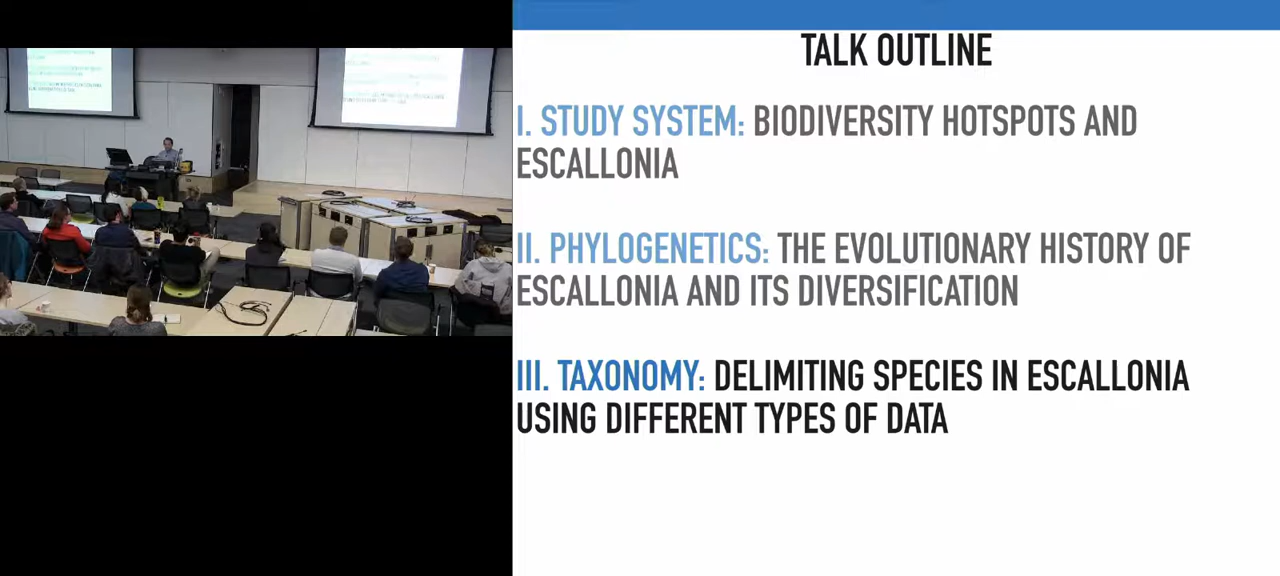 TALK OUTLINE
I. STUDY SYSTEM: BIODIVERSITY HOTSPOTS AND
ESCALLONIA
II. PHYLOGENETICS: THE EVOLUTIONARY HISTORY OF
ESCALLONIA AND ITS DIVERSIFICATION
III. TAXONOMY: DELIMITING SPECIES IN ESCALLONIA
USING DIFFERENT TYPES OF DATA